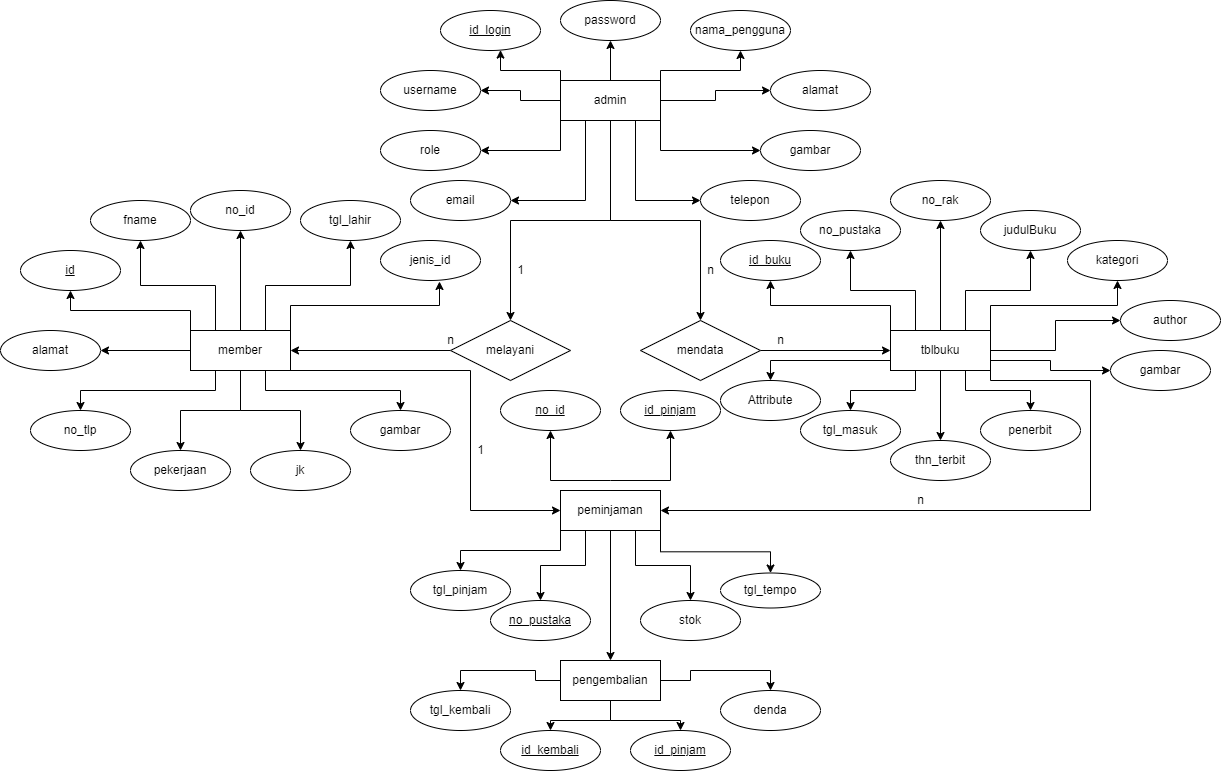 password
id_login
nama_pengguna
username
admin
alamat
role
gambar
email
telepon
no_rak
fname
no_id
tgl_lahir
no_pustaka
judulBuku
id
jenis_id
id_buku
kategori
1
n
author
alamat
member
n
melayani
mendata
n
tblbuku
gambar
Attribute
no_id
id_pinjam
no_tlp
gambar
tgl_masuk
penerbit
pekerjaan
jk
1
thn_terbit
n
peminjaman
tgl_pinjam
tgl_tempo
no_pustaka
stok
pengembalian
tgl_kembali
denda
id_kembali
id_pinjam